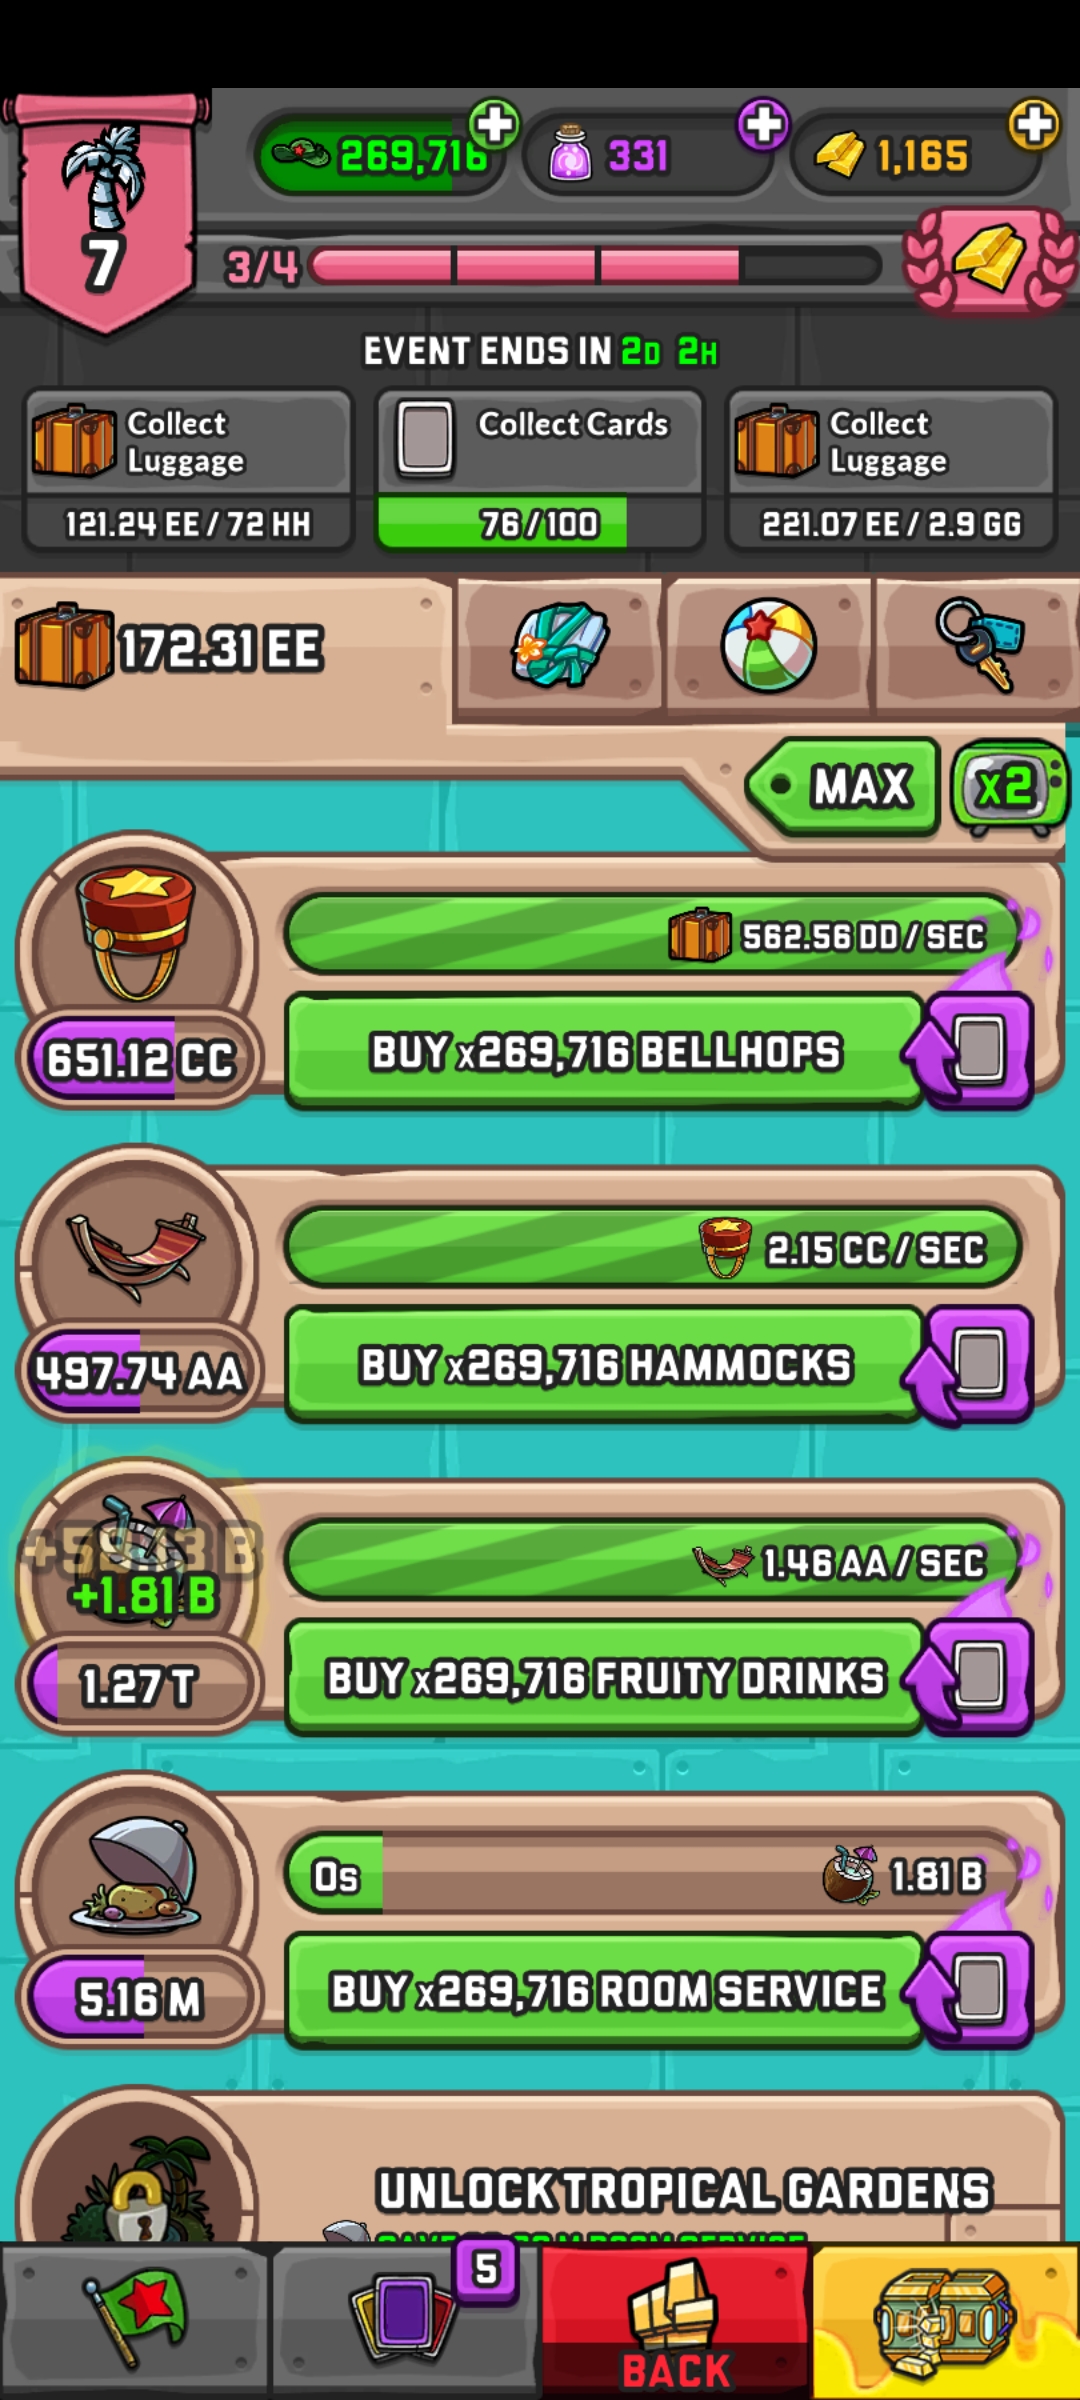 269,716
331
1,165
7
3/4
EVENT ENDS IN 2D 2H
Collect
Luggage
121.24 EE / 72 HH
Collect Cards
76/100
Collect
Luggage
221.07 EE / 2.9 GG
172.31 EE
MAX
x2
562.56 DD / SEC
651.12 CC
BUY x269,716 BELLHOPS
2.15 CC / SEC
497.74 AA
BUY x269,716 HAMMOCKS
+1.81 B
1.46 AA / SEC
1.27 T
BUY x269,716 FRUITY DRINKS
0s
1.81 B
5.16 M
BUY x269,716 ROOM SERVICE
UNLOCK TROPICAL GARDENS
ROOM SERVICE
5
BACK